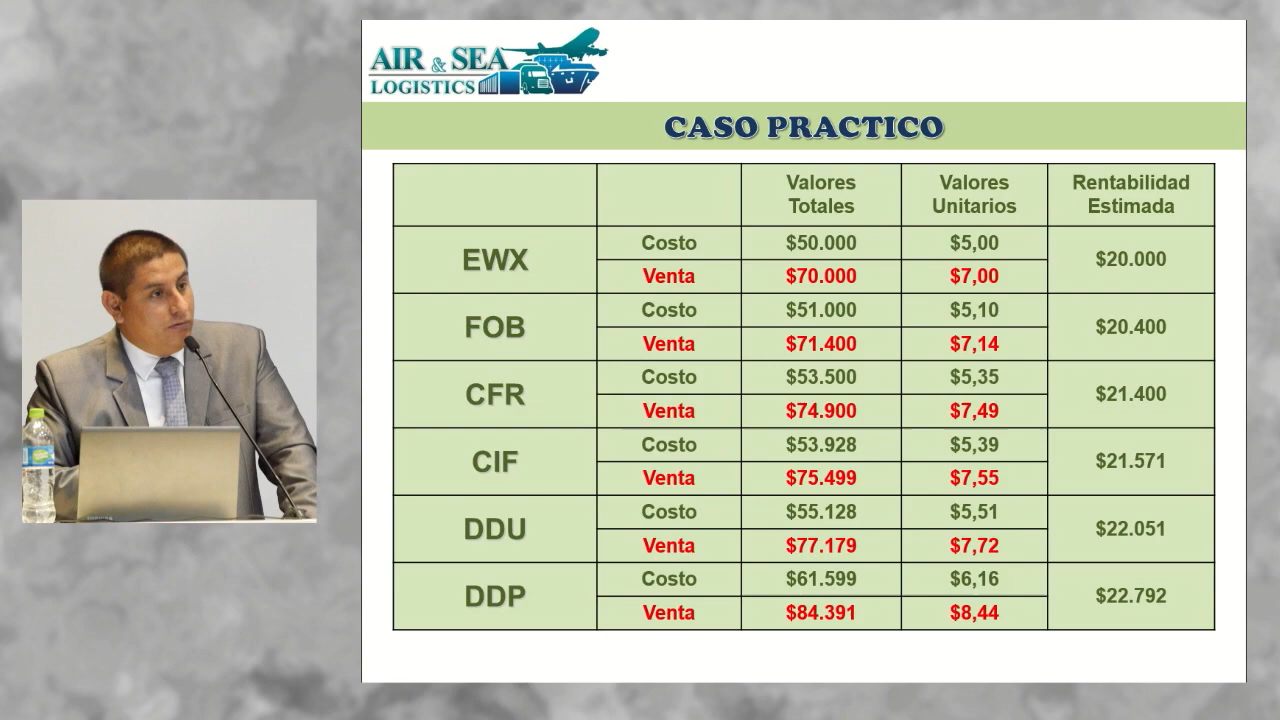 AIR & SEA
LOGISTICS
CASO PRACTICO
Valores Totales Valores Unitarios Rentabilidad Estimada
EWX Costo $50.000 $5,00 $20.000
Venta $70.000 $7,00
FOB Costo $51.000 $5,10 $20.400
Venta $71.400 $7,14
CFR Costo $53.500 $5,35 $21.400
Venta $74.900 $7,49
CIF Costo $53.928 $5,39 $21.571
Venta $75.499 $7,55
DDU Costo $55.128 $5,51 $22.051
Venta $77.179 $7,72
DDP Costo $61.599 $6,16 $22.792
Venta $84.391 $8,44